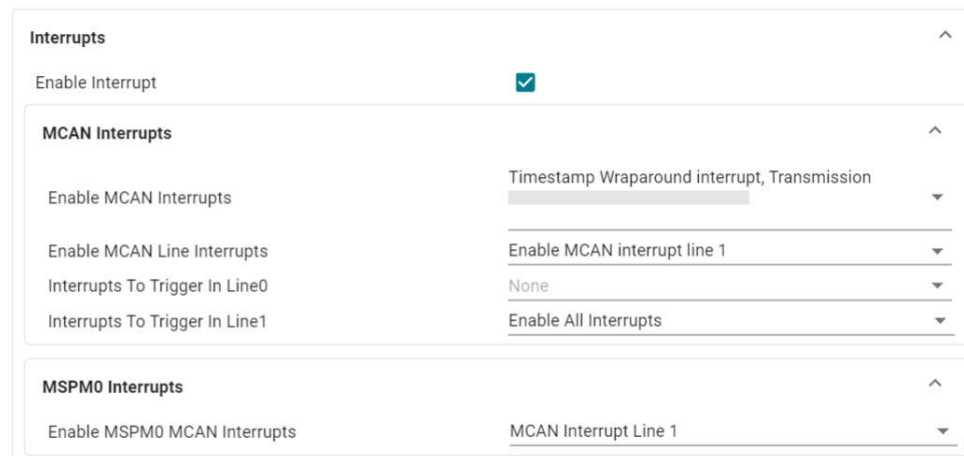 Interrupts
Enable Interrupt
MCAN Interrupts
Enable MCAN Interrupts
Timestamp Wraparound interrupt, Transmission
Enable MCAN Line Interrupts
Enable MCAN interrupt line 1
Interrupts To Trigger In Line0
None
Interrupts To Trigger In Line1
Enable All Interrupts
MSPM0 Interrupts
Enable MSPM0 MCAN Interrupts
MCAN Interrupt Line 1